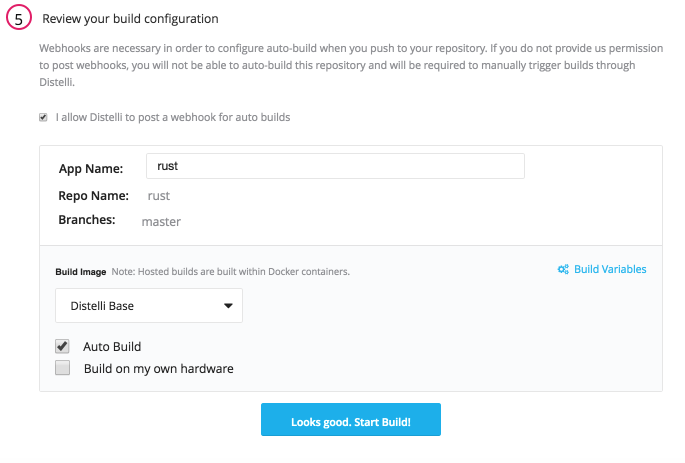 5 Review your build configuration
Webhooks are necessary in order to configure auto-build when you push to your repository. If you do not provide us permission
to post webhooks, you will not be able to auto-build this repository and will be required to manually trigger builds through
Distelli.
I allow Distelli to post a webhook for auto builds
App Name: rust
Repo Name: rust
Branches: master
Build Image Note: Hosted builds are built within Docker containers. Build Variables
Distelli Base
Auto Build
Build on my own hardware
Looks good. Start Build!